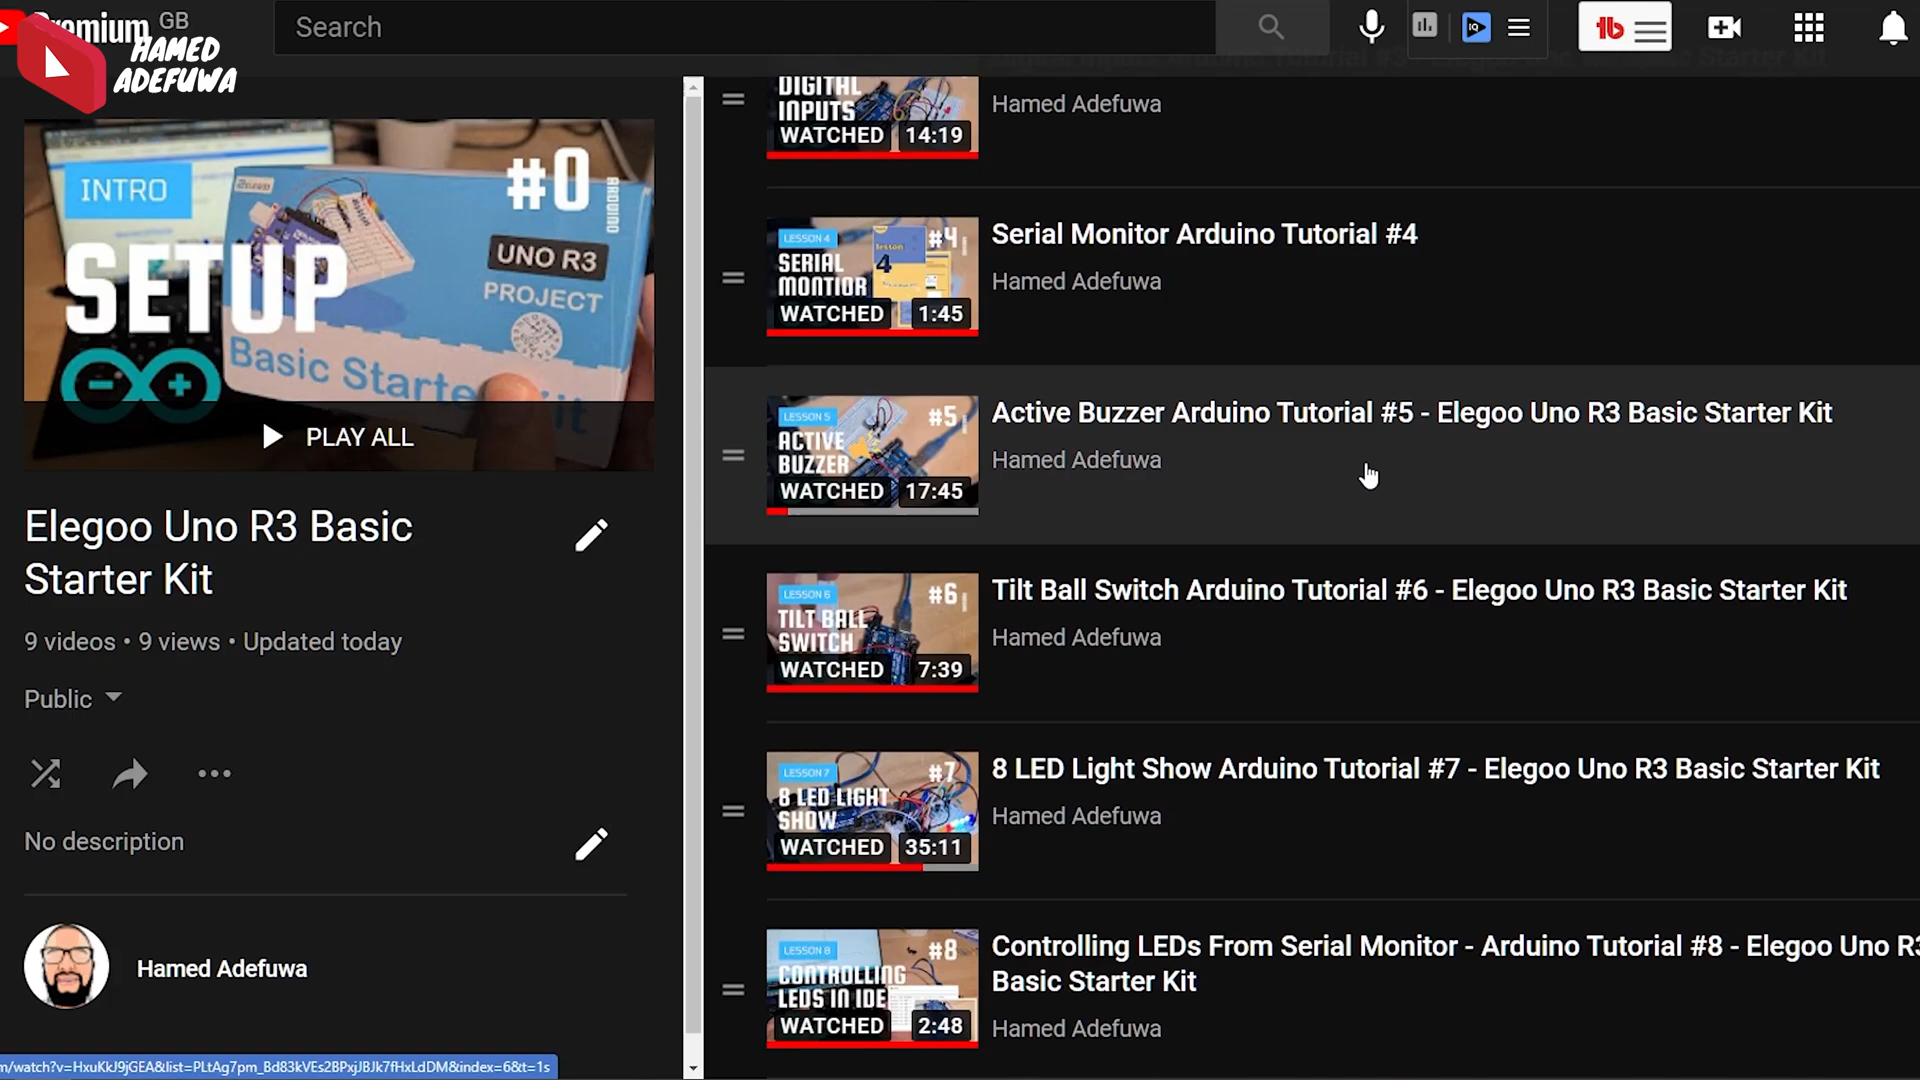 Premium GB
HAMED
ADEFUWA
Search
INTRO
#0
ARDUINO
SETUP
UNO R3
PROJECT
Basic Starter Kit
PLAY ALL
Elegoo Uno R3 Basic
Starter Kit
9 videos • 9 views • Updated today
Public
No description
Hamed Adefuwa
m/watch?v=HxuKkJ9jGEA&list=PLtAg7pm_Bd83kVEs2BPxjJBJk7fHxLdDM&index=6&t=1s
DIGITAL
INPUTS
WATCHED 14:19
Hamed Adefuwa
LESSON 4
#4
SERIAL
MONTIOR
lesson
4
WATCHED 1:45
Serial Monitor Arduino Tutorial #4
Hamed Adefuwa
LESSON 5
#5
ACTIVE
BUZZER
WATCHED 17:45
Active Buzzer Arduino Tutorial #5 - Elegoo Uno R3 Basic Starter Kit
Hamed Adefuwa
LESSON 6
#6
TILT BALL
SWITCH
WATCHED 7:39
Tilt Ball Switch Arduino Tutorial #6 - Elegoo Uno R3 Basic Starter Kit
Hamed Adefuwa
LESSON 7
#7
8 LED LIGHT
SHOW
WATCHED 35:11
8 LED Light Show Arduino Tutorial #7 - Elegoo Uno R3 Basic Starter Kit
Hamed Adefuwa
LESSON 8
#8
CONTROLLING
LEDS IN IDE
WATCHED 2:48
Controlling LEDs From Serial Monitor - Arduino Tutorial #8 - Elegoo Uno R3
Basic Starter Kit
Hamed Adefuwa